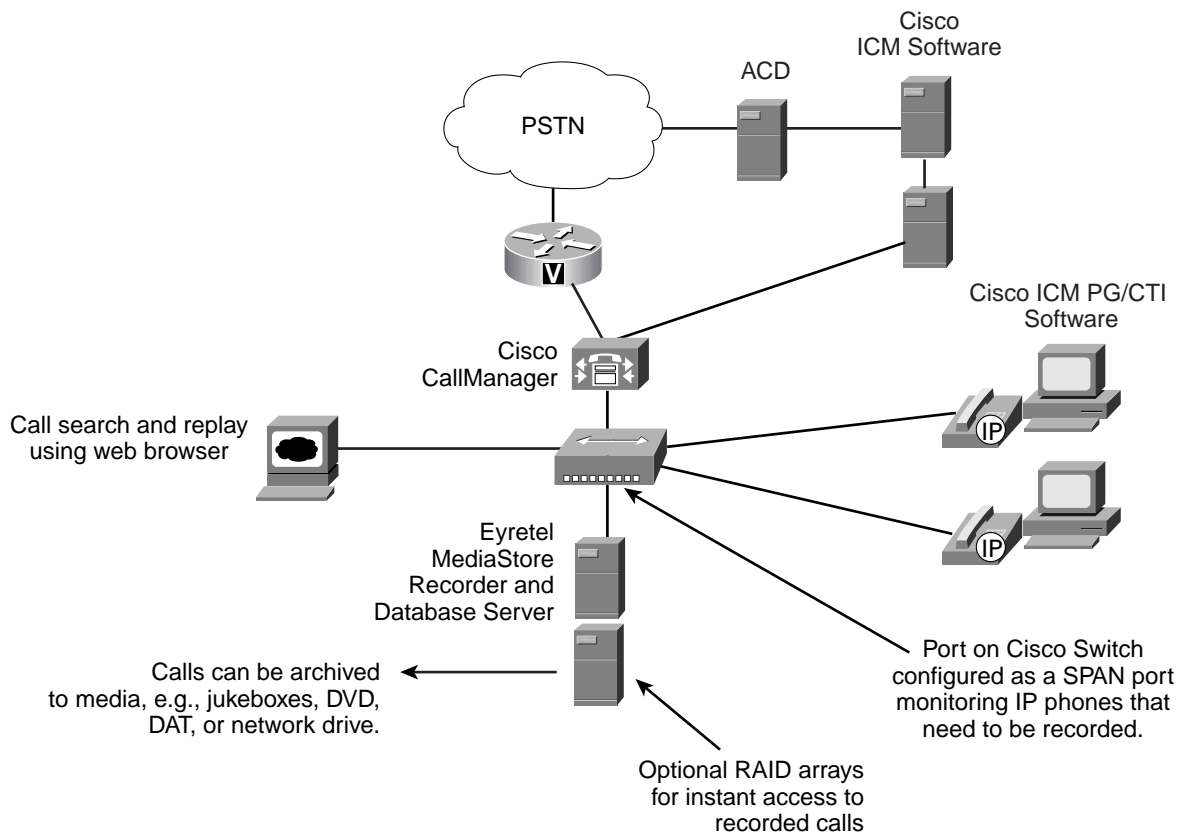 Cisco
ICM Software
ACD
PSTN
V
Cisco ICM PG/CTI
Software
Cisco
CallManager
IP
Call search and replay
using web browser
IP
Eyretel
MediaStore
Recorder and
Database Server
Port on Cisco Switch
configured as a SPAN port
monitoring IP phones that
need to be recorded.
Calls can be archived
to media, e.g., jukeboxes, DVD,
DAT, or network drive.
Optional RAID arrays
for instant access to
recorded calls